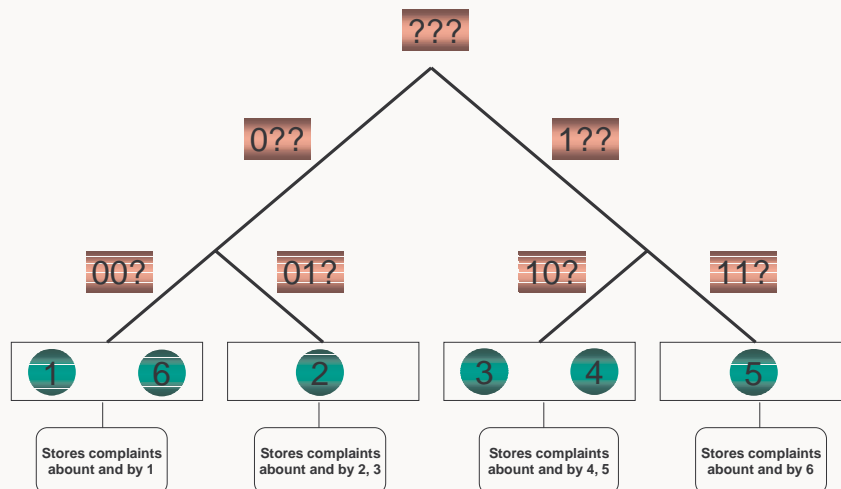 ???
0??
1??
00?
01?
10?
11?
1
6
2
3
4
5
Stores complaints
abount and by 1
Stores complaints
abount and by 2, 3
Stores complaints
abount and by 4, 5
Stores complaints
abount and by 6